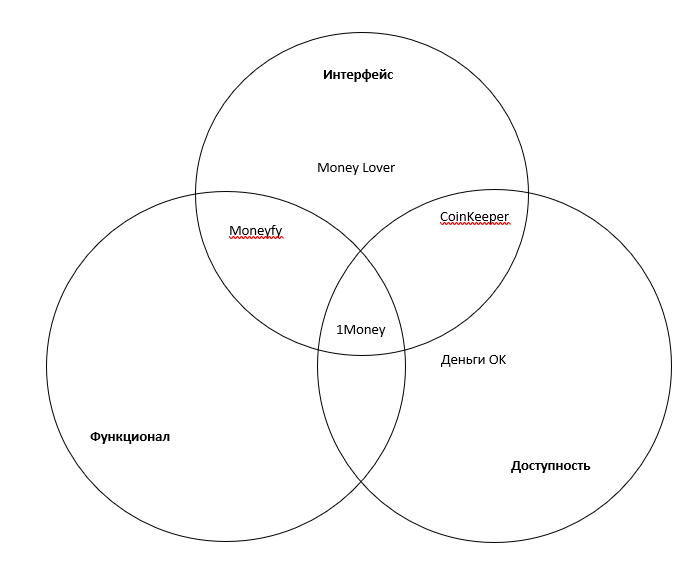 Интерфейс
Money Lover
CoinKeeper
Moneyfy
1Money
Деньги ОК
Функционал
Доступность